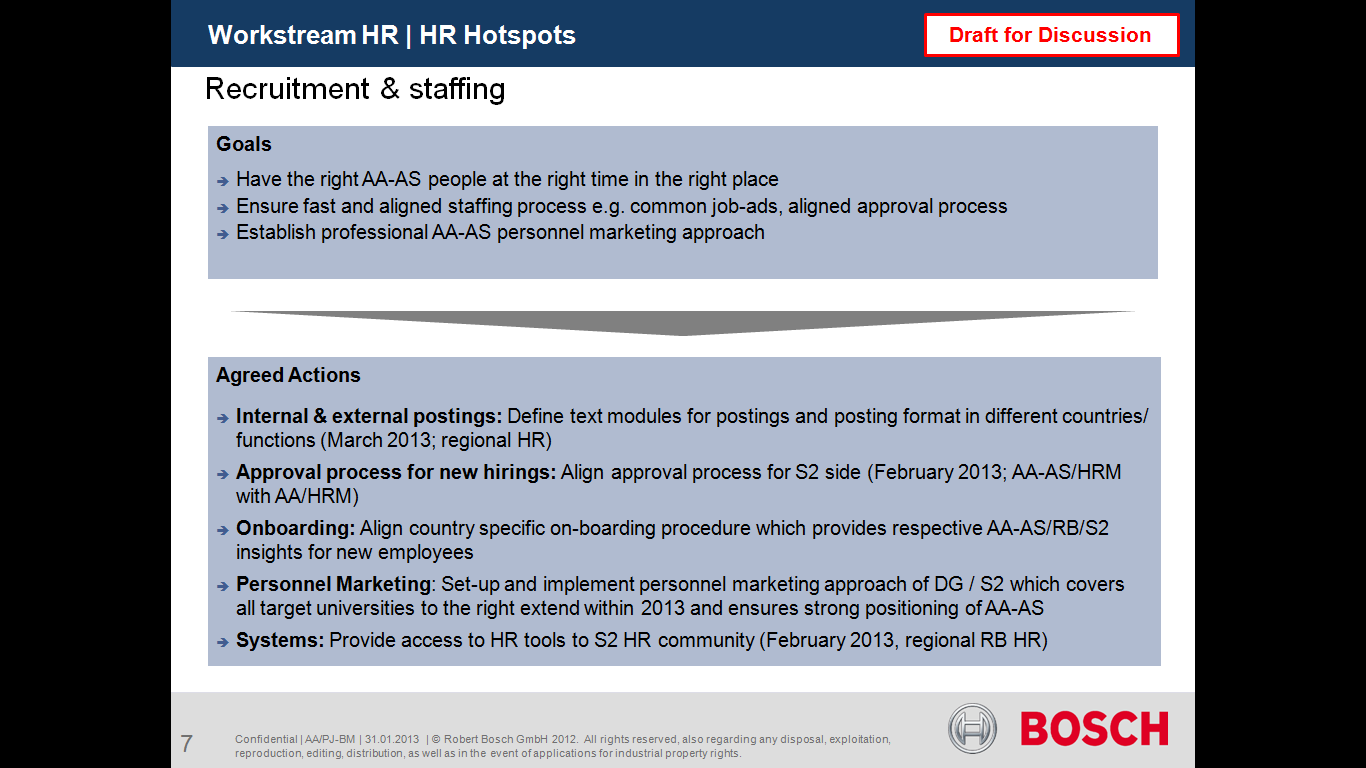 Workstream HR | HR Hotspots
Draft for Discussion
Recruitment & staffing
Goals
Have the right AA-AS people at the right time in the right place
Ensure fast and aligned staffing process e.g. common job-ads, aligned approval process
Establish professional AA-AS personnel marketing approach
Agreed Actions
Internal & external postings: Define text modules for postings and posting format in different countries/
functions (March 2013; regional HR)
Approval process for new hirings: Align approval process for S2 side (February 2013; AA-AS/HRM
with AA/HRM)
Onboarding: Align country specific on-boarding procedure which provides respective AA-AS/RB/S2
insights for new employees
Personnel Marketing: Set-up and implement personnel marketing approach of DG / S2 which covers
all target universities to the right extend within 2013 and ensures strong positioning of AA-AS
Systems: Provide access to HR tools to S2 HR community (February 2013, regional RB HR)
7
Confidential | AA/PJ-BM | 31.01.2013 | © Robert Bosch GmbH 2012. All rights reserved, also regarding any disposal, exploitation,
reproduction, editing, distribution, as well as in the event of applications for industrial property rights.
BOSCH